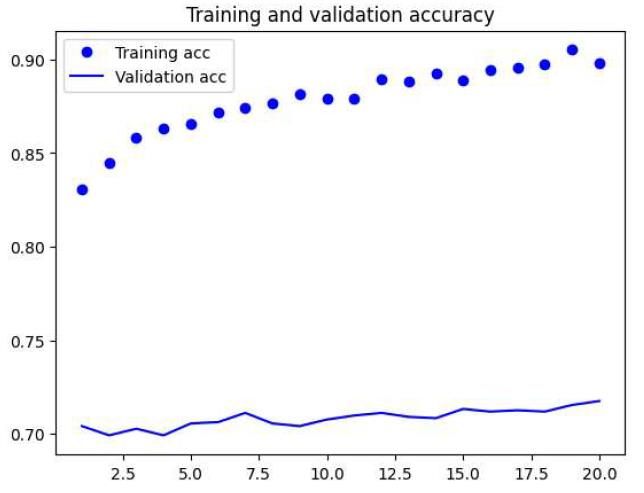 Training and validation accuracy
Training acc
Validation acc
0.90
0.85
0.80
0.75
0.70
2.5 5.0 7.5 10.0 12.5 15.0 17.5 20.0